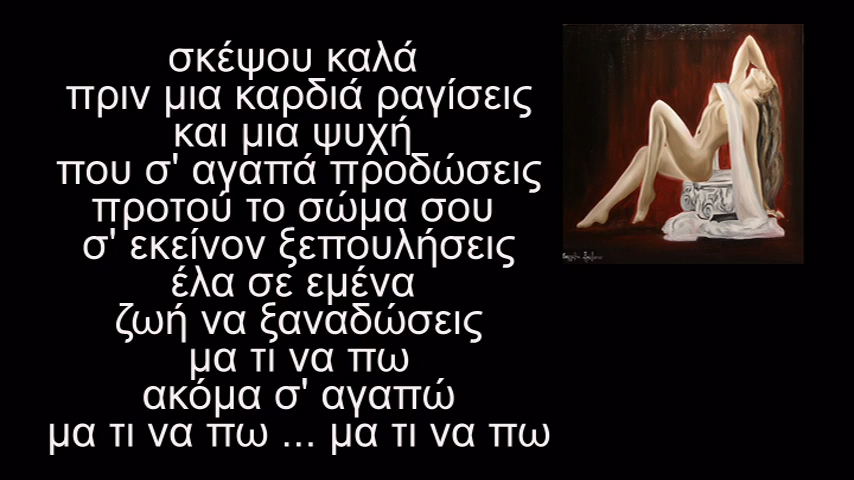 σκέψου καλά
πριν μια καρδιά ραγίσεις
και μια ψυχή
που σ' αγαπά προδώσεις
προτού το σώμα σου
σ' εκείνον ξεπουλήσεις
έλα σε εμένα
ζωή να ξαναδώσεις
μα τι να πω
ακόμα σ' αγαπώ
μα τι να πω ... μα τι να πω